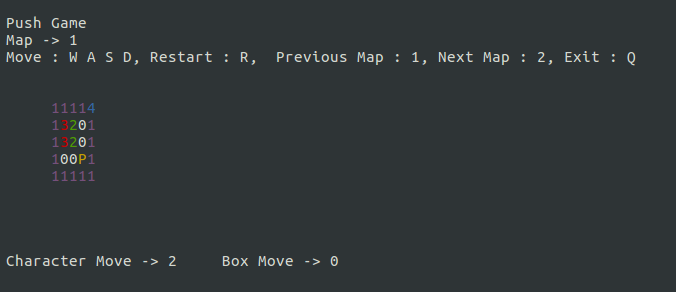 Push Game
Map -> 1
Move : W A S D, Restart : R,  Previous Map : 1, Next Map : 2, Exit : Q
11114
13201
13201
100P1
11111
Character Move -> 2     Box Move -> 0